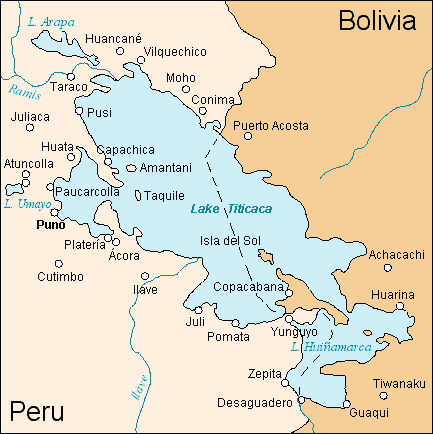 L. Arapa
Huancané
Bolivia
Vilquechico
Moho
Ramis
Taraco
Conima
Pusi
Juliaca
Puerto Acosta
Huata
Capachica
Atuncolla
Amantani
Paucarcolla
Taquile
L. Umayo
Lake Titicaca
Puno
Platería
Isla del Sol
Acora
Achacachi
Cutimbo
Ilave
Copacabana
Huarina
Juli
Yunguyo
Pomata
L. Huiñamarca
Ilave
Zepita
Tiwanaku
Desaguadero
Peru
Guaqui